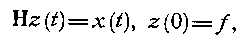 Hz(t)=x(t), z(0)=f,